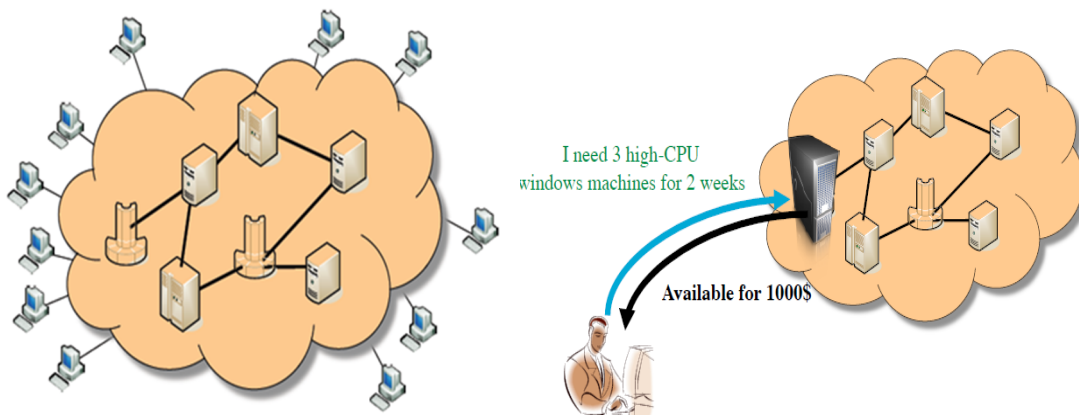 I need 3 high-CPU
windows machines for 2 weeks
Available for 1000$